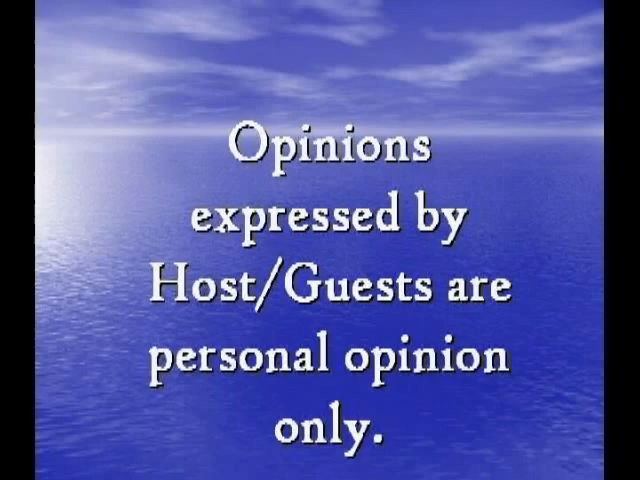 Opinions
expressed by
Host/Guests are
personal opinion
only.